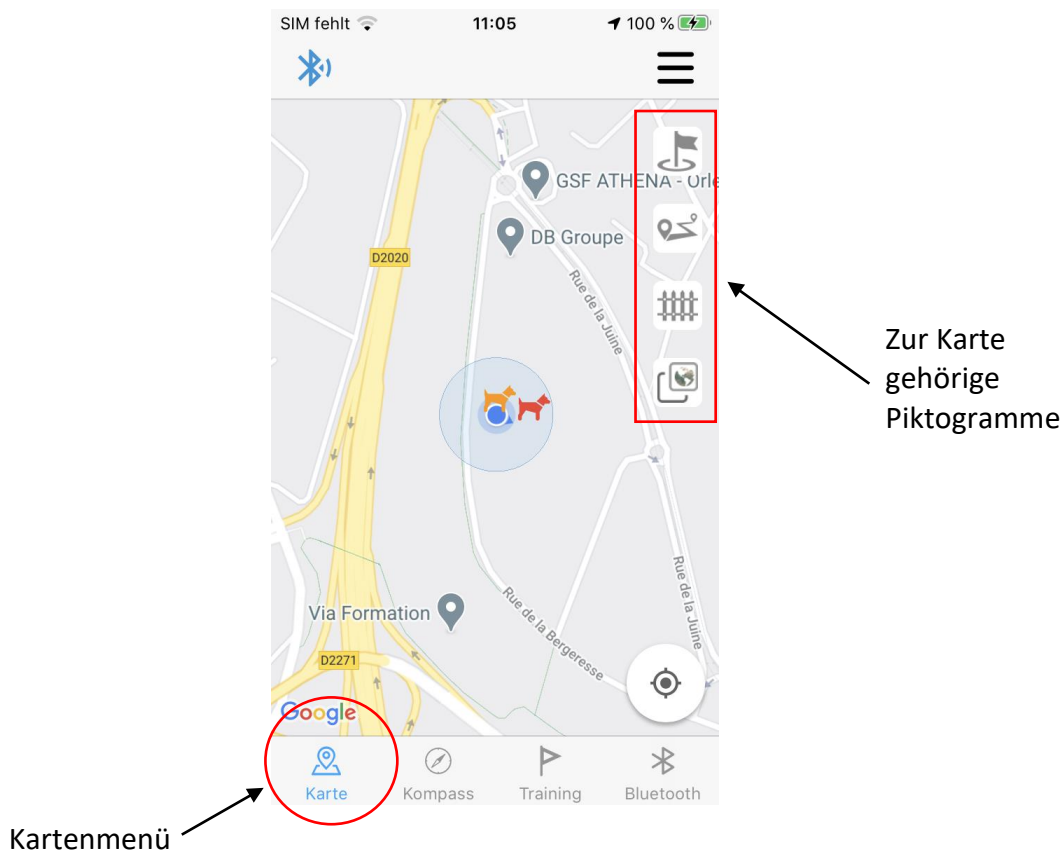 SIM fehlt 11:05 100 %
GSF ATHENA - Orle
DB Groupe
D2020
Rue de la Juine
Zur Karte
gehörige
Piktogramme
Rue de la Juine
Via Formation
Rue de la Bergeresse
D2271
Google
Karte Kompass Training Bluetooth
Kartenmenü